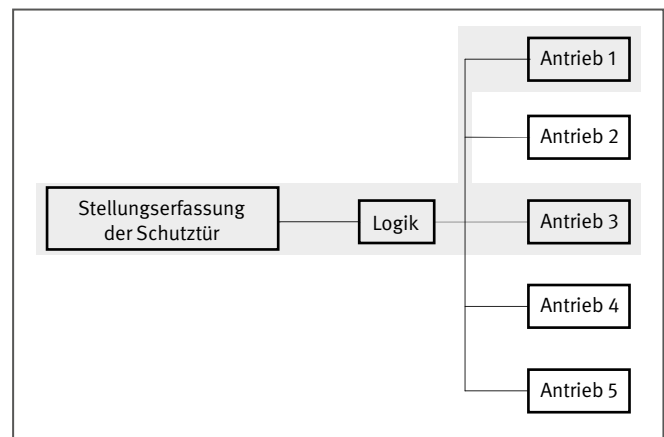 Antrieb 1
Antrieb 2
Stellungserfassung
der Schutztür
Logik
Antrieb 3
Antrieb 4
Antrieb 5